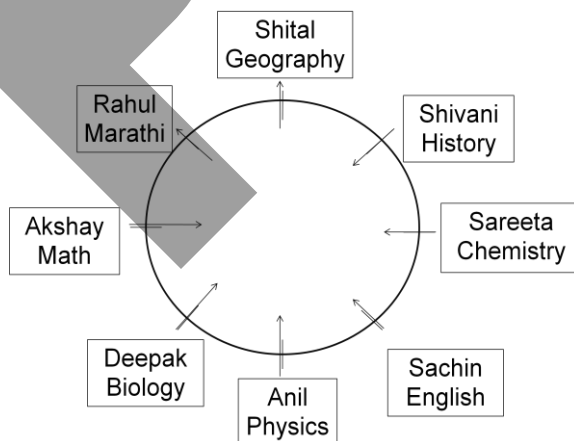 Shital
Geography
Rahul
Marathi
Shivani
History
Akshay
Math
Sareeta
Chemistry
Deepak
Biology
Anil
Physics
Sachin
English